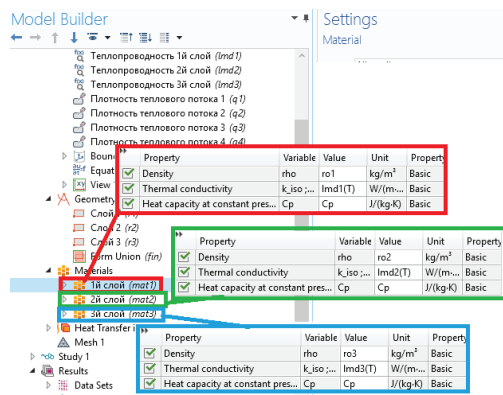 Model Builder
Settings
Material
Теплопроводность 1й слой (lmd1)
Теплопроводность 2й слой (lmd2)
Теплопроводность 3й слой (lmd3)
Плотность теплового потока 1 (q1)
Плотность теплового потока 2 (q2)
Плотность теплового потока 3 (q3)
Плотность теплового потока 4 (q4)
Boun
Equat
View
Geometry
Слой
Слой 2 (r2)
Слой 3 (r3)
Form Union (fin)
Materials
1й слой (mat1)
2й слой (mat2)
3й слой (mat3)
Heat Transfer i
Mesh 1
Study 1
Results
Data Sets
Property Variable Value Unit Property
Density rho ro1 kg/m³ Basic
Thermal conductivity k_iso ;... lmd1(T) W/(m·... Basic
Heat capacity at constant pres... Cp Cp J/(kg·K) Basic
Property Variable Value Unit Property
Density rho ro2 kg/m³ Basic
Thermal conductivity k_iso ;... lmd2(T) W/(m·... Basic
Heat capacity at constant pres... Cp Cp J/(kg·K) Basic
Property Variable Value Unit Property
Density rho ro3 kg/m³ Basic
Thermal conductivity k_iso ;... lmd3(T) W/(m·... Basic
Heat capacity at constant pres... Cp Cp J/(kg·K) Basic